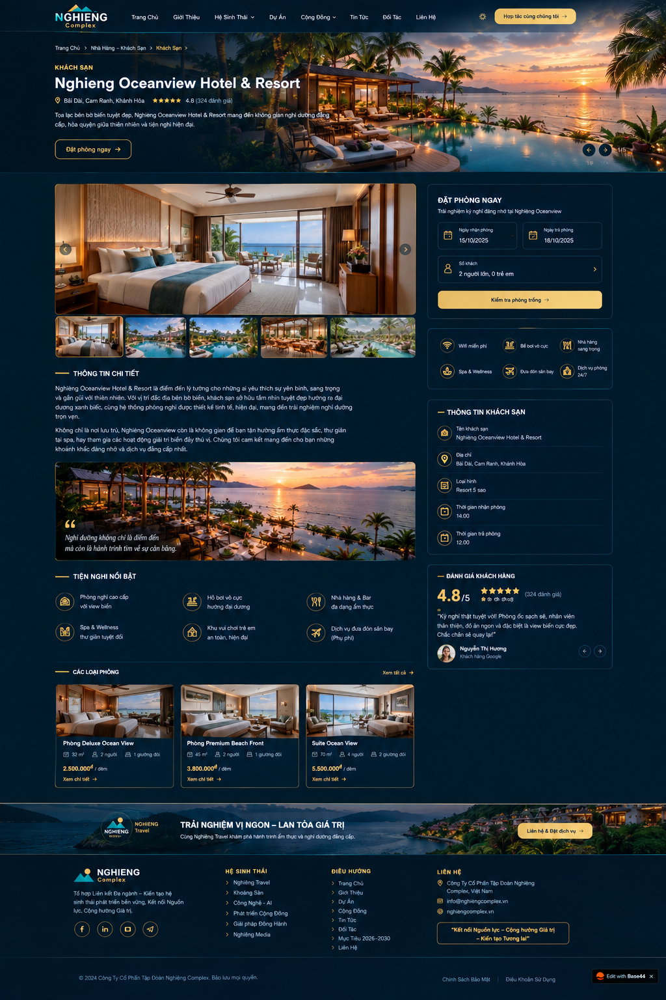 NGHIENG
Complex
Trang Chủ
Giới Thiệu
Hệ Sinh Thái
Dự Án
Cộng Đồng
Tin Tức
Đối Tác
Liên Hệ
Hợp tác cùng chúng tôi →
Trang Chủ > Nhà Hàng – Khách Sạn > Khách Sạn >
KHÁCH SẠN
Nghieng Oceanview Hotel & Resort
Bãi Dài, Cam Ranh, Khánh Hòa ★★★★★ 4.8 (324 đánh giá)
Tọa lạc bên bờ biển tuyệt đẹp, Nghiêng Oceanview Hotel & Resort mang đến không gian nghỉ dưỡng đẳng
cấp, hòa quyện giữa thiên nhiên và tiện nghi hiện đại.
Đặt phòng ngay →
1/5
ĐẶT PHÒNG NGAY
Trải nghiệm kỳ nghỉ đáng nhớ tại Nghiêng Oceanview
Ngày nhận phòng
15/10/2025
Ngày trả phòng
18/10/2025
Số khách
2 người lớn, 0 trẻ em
Kiểm tra phòng trống →
Wifi miễn phí
Bể bơi vô cực
Nhà hàng
sang trọng
Spa & Wellness
Đưa đón sân bay
Dịch vụ phòng
24/7
THÔNG TIN CHI TIẾT
Nghiêng Oceanview Hotel & Resort là điểm đến lý tưởng cho những ai yêu thích sự yên bình, sang trọng
và gần gũi với thiên nhiên. Với vị trí đắc địa bên bờ biển, khách sạn sở hữu tầm nhìn tuyệt đẹp hướng ra đại
dương xanh biếc, cùng hệ thống phòng nghỉ được thiết kế tinh tế, hiện đại, mang đến trải nghiệm nghỉ dưỡng
trọn vẹn.
Không chỉ là nơi lưu trú, Nghiêng Oceanview còn là không gian để bạn tận hưởng ẩm thực đặc sắc, thư giãn
tại spa, hay tham gia các hoạt động giải trí biển đầy thú vị. Chúng tôi cam kết mang đến cho bạn những
khoảnh khắc đáng nhớ và dịch vụ đẳng cấp nhất.
THÔNG TIN KHÁCH SẠN
Tên khách sạn
Nghiêng Oceanview Hotel & Resort
Địa chỉ
Bãi Dài, Cam Ranh, Khánh Hòa
Loại hình
Resort 5 sao
Thời gian nhận phòng
14:00
Thời gian trả phòng
12:00
“
Nghỉ dưỡng không chỉ là điểm đến
mà còn là hành trình tìm về sự cân bằng.
TIỆN NGHI NỔI BẬT
Phòng nghỉ cao cấp
với view biển
Hồ bơi vô cực
hướng đại dương
Nhà hàng & Bar
đa dạng ẩm thực
Spa & Wellness
thư giãn tuyệt đối
Khu vui chơi trẻ em
an toàn, hiện đại
Dịch vụ đưa đón sân bay
(Phụ phí)
ĐÁNH GIÁ KHÁCH HÀNG
4.8/5
★★★★★
(324 đánh giá)
“Kỳ nghỉ thật tuyệt vời! Phòng ốc sạch sẽ, nhân viên
thân thiện, đồ ăn ngon và đặc biệt là view biển cực đẹp.
Chắc chắn sẽ quay lại!”
Nguyễn Thị Hương
Khách hàng Google
CÁC LOẠI PHÒNG
Xem tất cả →
Phòng Deluxe Ocean View
32 m² 2 người 1 giường đôi
2.500.000đ / đêm
Xem chi tiết →
Phòng Premium Beach Front
45 m² 2 người 1 giường đôi
3.800.000đ / đêm
Xem chi tiết →
Suite Ocean View
70 m² 4 người 2 giường đôi
5.500.000đ / đêm
Xem chi tiết →
NGHIENG
NGHIENG
Travel
TRẢI NGHIỆM VỊ NGON – LAN TỎA GIÁ TRỊ
Cùng Nghiêng Travel khám phá hành trình ẩm thực và nghỉ dưỡng đẳng cấp.
Liên hệ & Đặt dịch vụ →
NGHIENG
Complex
Tổ hợp Liên kết Đa ngành – Kiến tạo hệ
sinh thái phát triển bền vững, Kết nối Nguồn
lực, Cộng hưởng Giá trị.
HỆ SINH THÁI
Nghiêng Travel
Khoáng Sản
Công Nghệ - AI
Phát triển Cộng Đồng
Giải pháp Đồng Hành
Nghiêng Media
ĐIỀU HƯỚNG
Trang Chủ
Giới Thiệu
Dự Án
Cộng Đồng
Tin Tức
Đối Tác
Mục Tiêu 2026–2030
Liên Hệ
LIÊN HỆ
Công Ty Cổ Phần Tập Đoàn Nghiêng
Complex, Việt Nam
info@nghiengcomplex.vn
nghiengcomplex.vn
"Kết nối Nguồn lực – Cộng hưởng Giá trị
– Kiến tạo Tương lai"
© 2024 Công Ty Cổ Phần Tập Đoàn Nghiêng Complex. Bảo lưu mọi quyền.
Chính Sách Bảo Mật | Điều Khoản Sử Dụng
Edit with Base44 ×